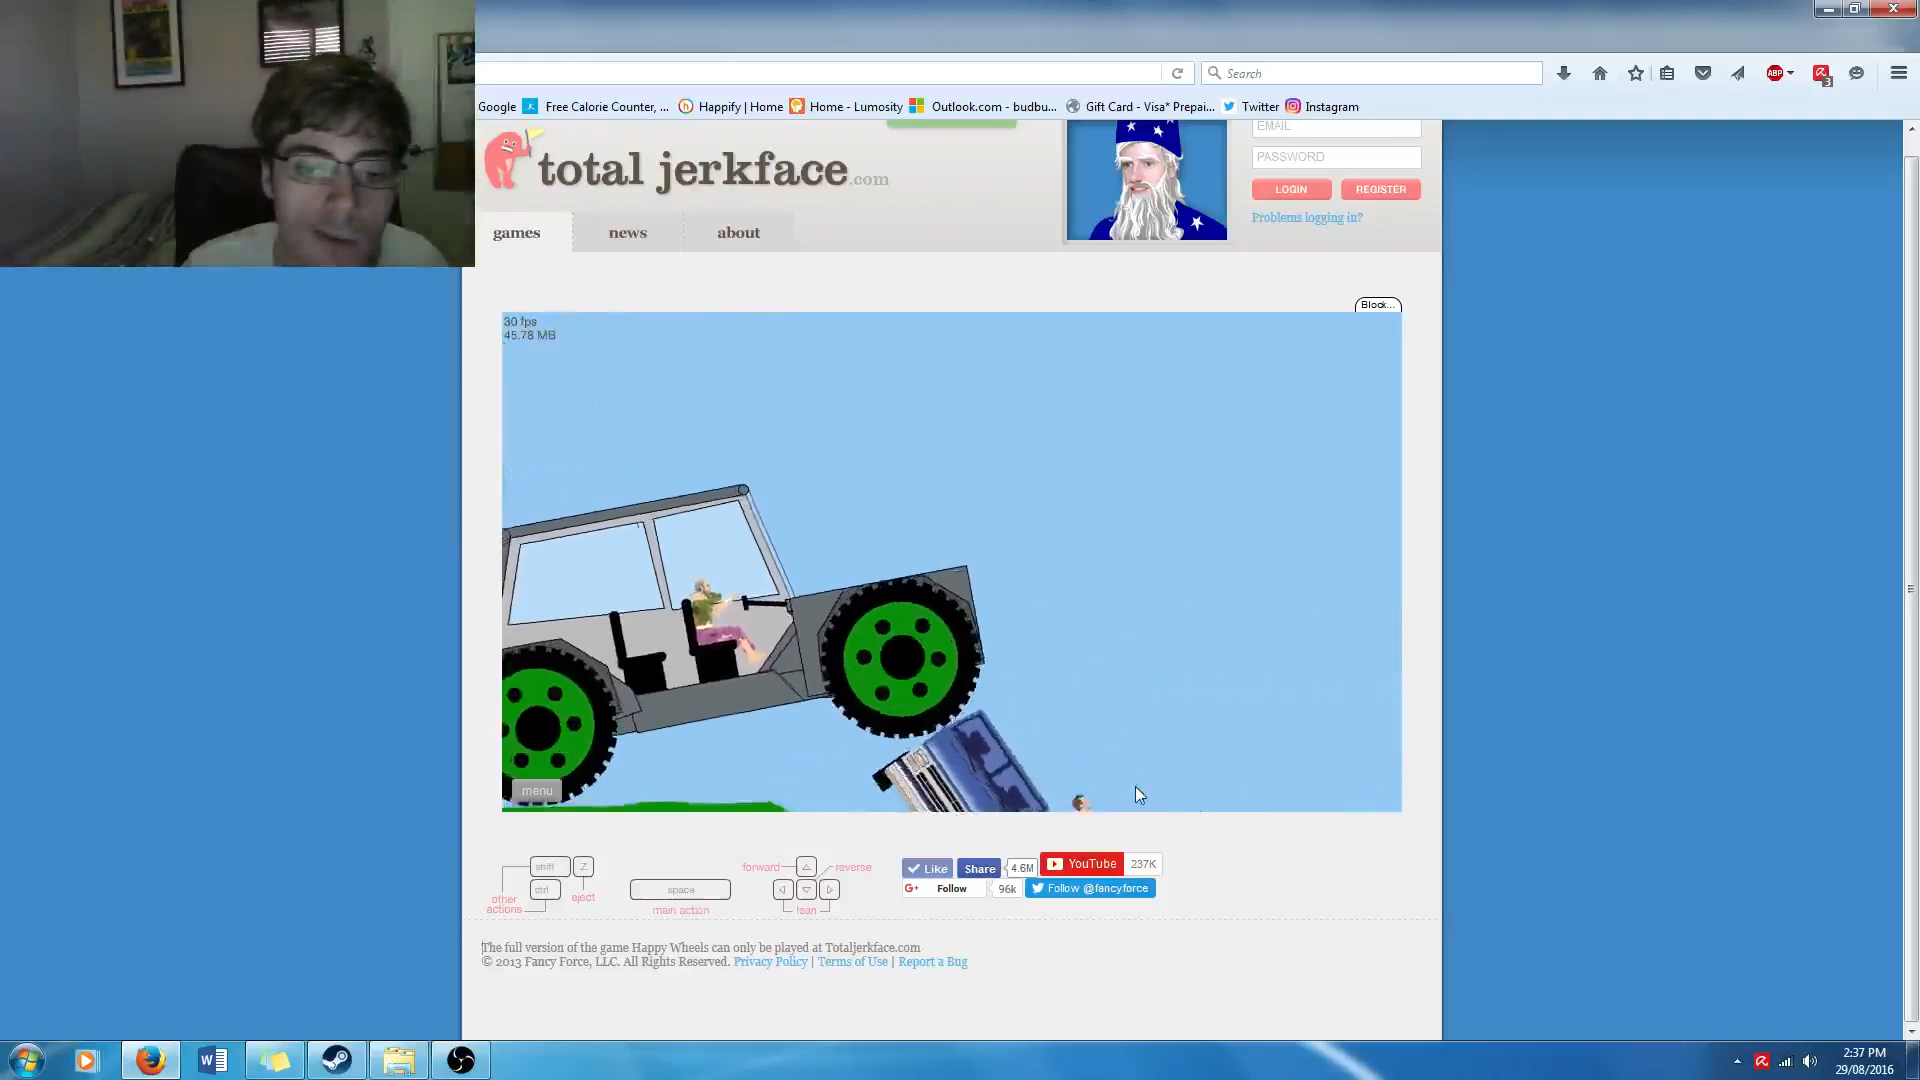 Search
ABP
3
Google
Free Calorie Counter, ...
Happify | Home
Home - Lumosity
Outlook.com - budbu...
Gift Card - Visa* Prepai...
Twitter
Instagram
total jerkface.com
EMAIL
PASSWORD
LOGIN
REGISTER
Problems logging in?
games
news
about
Block...
30 fps
45.78 MB
menu
shift
Z
ctrl
other
actions
eject
space
main action
forward
reverse
lean
Like
Share
4.6M
YouTube
237K
G+
Follow
96k
Follow @fancyforce
The full version of the game Happy Wheels can only be played at Totaljerkface.com
© 2013 Fancy Force, LLC. All Rights Reserved. Privacy Policy | Terms of Use | Report a Bug
2:37 PM
29/08/2016